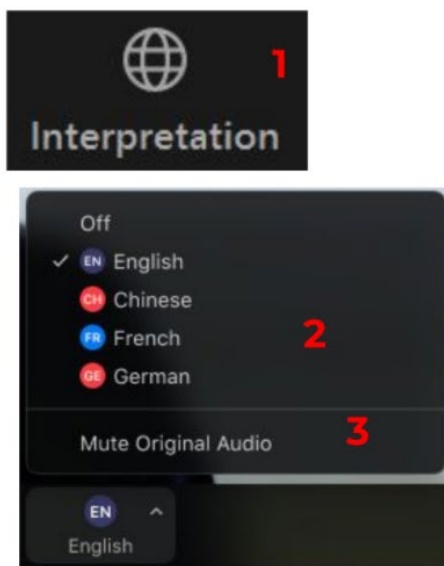 1
Interpretation
Off
EN English
CH Chinese
FR French
2
GE German
Mute Original Audio 3
EN
English